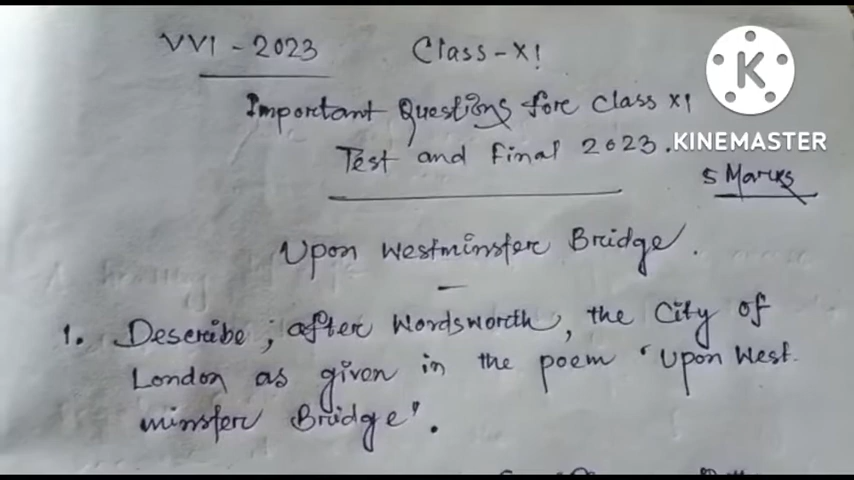 VVI - 2023 Class - XI
Important Questions fore Class XI
Test and Final 2023.
KINEMASTER
5 Marks
Upon Westminster Bridge.
1. Describe, after Wordsworth, the City of
London as given in the poem 'Upon West
minster Bridge'.